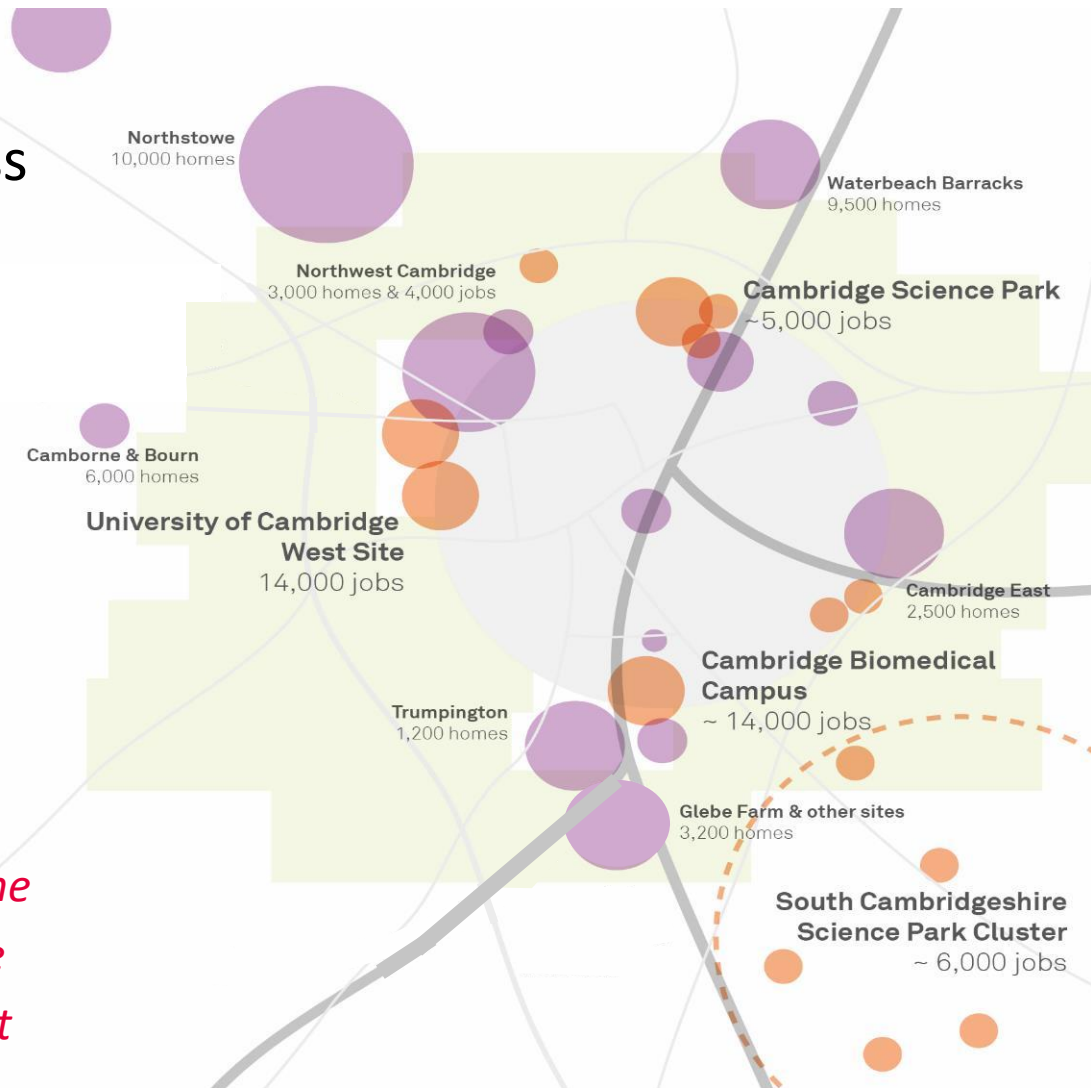 ss
Northstowe
10,000 homes
Waterbeach Barracks
9,500 homes
Northwest Cambridge
3,000 homes & 4,000 jobs
Cambridge Science Park
~5,000 jobs
Camborne & Bourn
6,000 homes
University of Cambridge
West Site
14,000 jobs
Cambridge East
2,500 homes
Cambridge Biomedical
Campus
~ 14,000 jobs
Trumpington
1,200 homes
Glebe Farm & other sites
3,200 homes
South Cambridgeshire
Science Park Cluster
~ 6,000 jobs